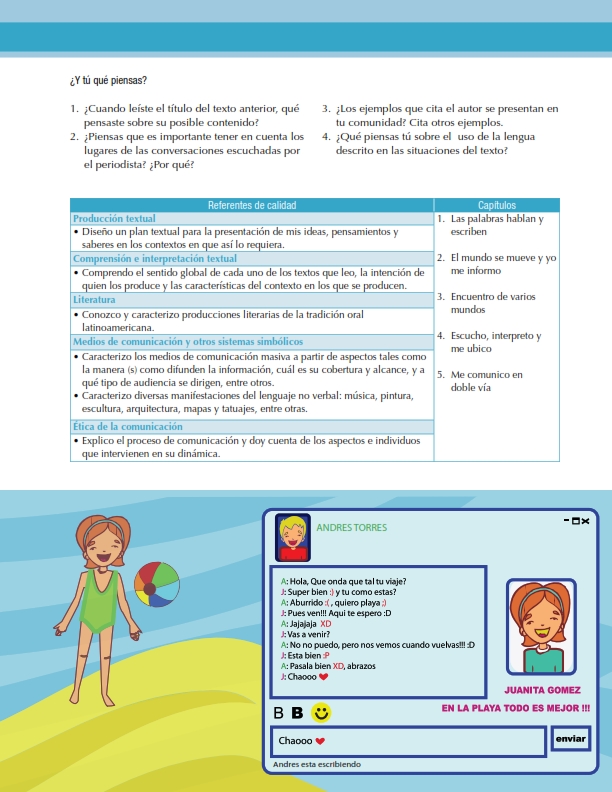 ¿Y tú qué piensas?
1. ¿Cuando leíste el título del texto anterior, qué
pensaste sobre su posible contenido?
2. ¿Piensas que es importante tener en cuenta los
lugares de las conversaciones escuchadas por
el periodista? ¿Por qué?
3. ¿Los ejemplos que cita el autor se presentan en
tu comunidad? Cita otros ejemplos.
4. ¿Qué piensas tú sobre el uso de la lengua
descrito en las situaciones del texto?
Referentes de calidad
Producción textual
• Diseño un plan textual para la presentación de mis ideas, pensamientos y
saberes en los contextos en que así lo requiera.
Comprensión e interpretación textual
• Comprendo el sentido global de cada uno de los textos que leo, la intención de
quien los produce y las características del contexto en los que se producen.
Literatura
• Conozco y caracterizo producciones literarias de la tradición oral
latinoamericana.
Medios de comunicación y otros sistemas simbólicos
• Caracterizo los medios de comunicación masiva a partir de aspectos tales como
la manera (s) como difunden la información, cuál es su cobertura y alcance, y a
qué tipo de audiencia se dirigen, entre otros.
• Caracterizo diversas manifestaciones del lenguaje no verbal: música, pintura,
escultura, arquitectura, mapas y tatuajes, entre otras.
Ética de la comunicación
• Explico el proceso de comunicación y doy cuenta de los aspectos e individuos
que intervienen en su dinámica.
Capítulos
1. Las palabras hablan y
escriben
2. El mundo se mueve y yo
me informo
3. Encuentro de varios
mundos
4. Escucho, interpreto y
me ubico
5. Me comunico en
doble vía
ANDRES TORRES
A: Hola, Que onda que tal tu viaje?
J: Super bien :) y tu como estas?
A: Aburrido :( , quiero playa ;)
J: Pues ven!!! Aqui te espero :D
A: Jajajaja XD
J: Vas a venir?
A: No no puedo, pero nos vemos cuando vuelvas!!! :D
J: Esta bien :P
A: Pasala bien XD, abrazos
J: Chaooo ❤
JUANITA GOMEZ
EN LA PLAYA TODO ES MEJOR !!!
B B
Chaooo ❤
enviar
Andres esta escribiendo